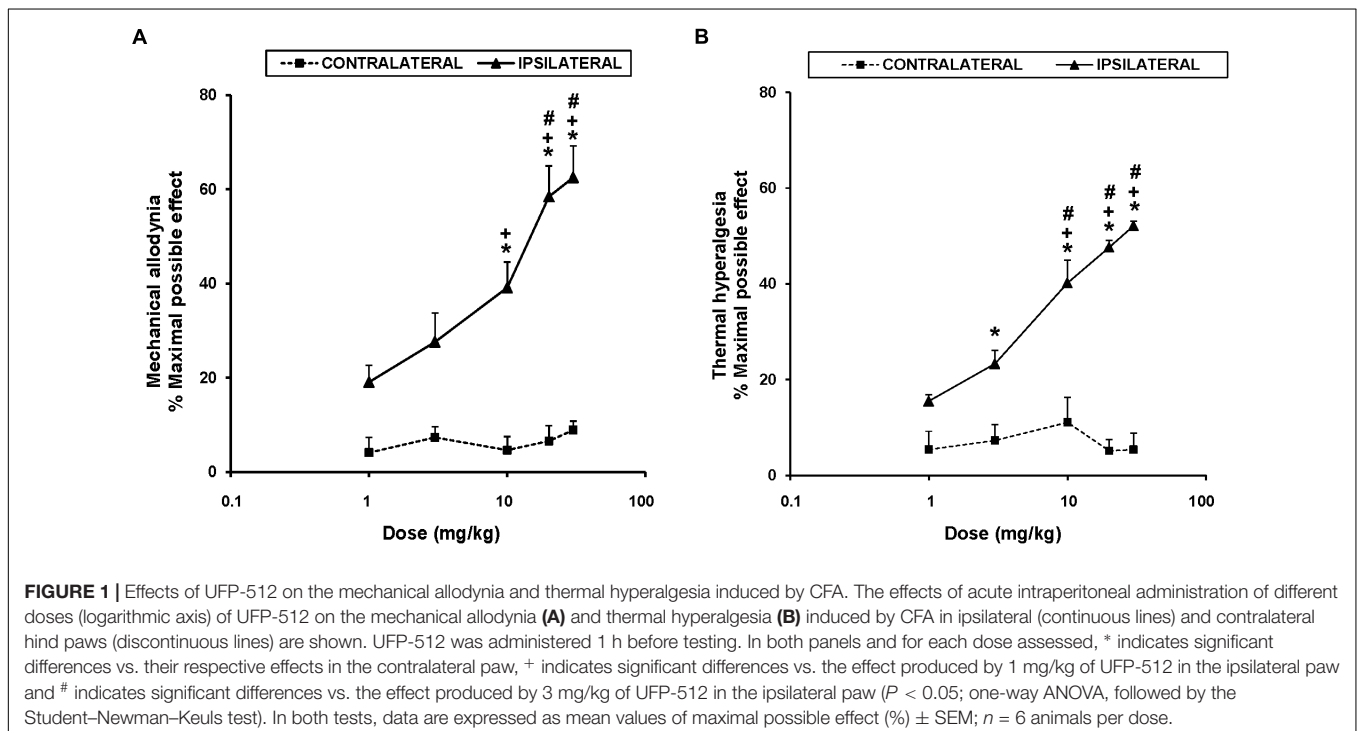 A
CONTRALATERAL IPSILATERAL
80
60
40
20
0
Mechanical allodynia
% Maximal possible effect
#
+
*
#
+
*
+
*
0.1 1 10 100
Dose (mg/kg)
B
CONTRALATERAL IPSILATERAL
80
60
40
20
0
Thermal hyperalgesia
% Maximal possible effect
*
#
+
*
#
+
*
#
+
*
0.1 1 10 100
Dose (mg/kg)
FIGURE 1 | Effects of UFP-512 on the mechanical allodynia and thermal hyperalgesia induced by CFA. The effects of acute intraperitoneal administration of different
doses (logarithmic axis) of UFP-512 on the mechanical allodynia (A) and thermal hyperalgesia (B) induced by CFA in ipsilateral (continuous lines) and contralateral
hind paws (discontinuous lines) are shown. UFP-512 was administered 1 h before testing. In both panels and for each dose assessed, * indicates significant
differences vs. their respective effects in the contralateral paw, + indicates significant differences vs. the effect produced by 1 mg/kg of UFP-512 in the ipsilateral paw
and # indicates significant differences vs. the effect produced by 3 mg/kg of UFP-512 in the ipsilateral paw (P < 0.05; one-way ANOVA, followed by the
Student–Newman–Keuls test). In both tests, data are expressed as mean values of maximal possible effect (%) ± SEM; n = 6 animals per dose.